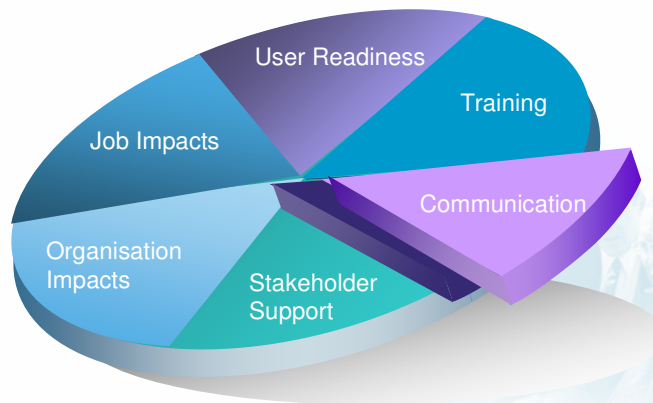 User Readiness
Training
Job Impacts
Communication
Organisation
Impacts
Stakeholder
Support